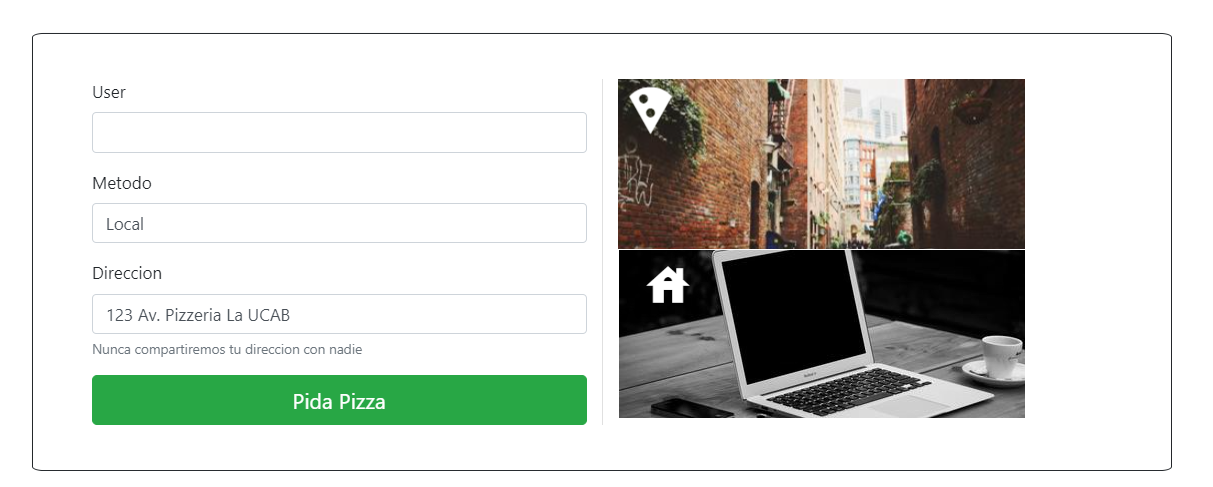 User
Metodo
Local
Direccion
123 Av. Pizzeria La UCAB
Nunca compartiremos tu direccion con nadie
Pida Pizza